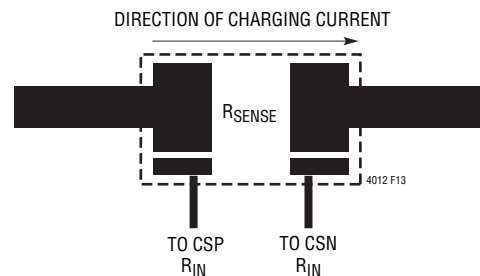 DIRECTION OF CHARGING CURRENT
RSENSE
4012 F13
TO CSP
RIN
TO CSN
RIN